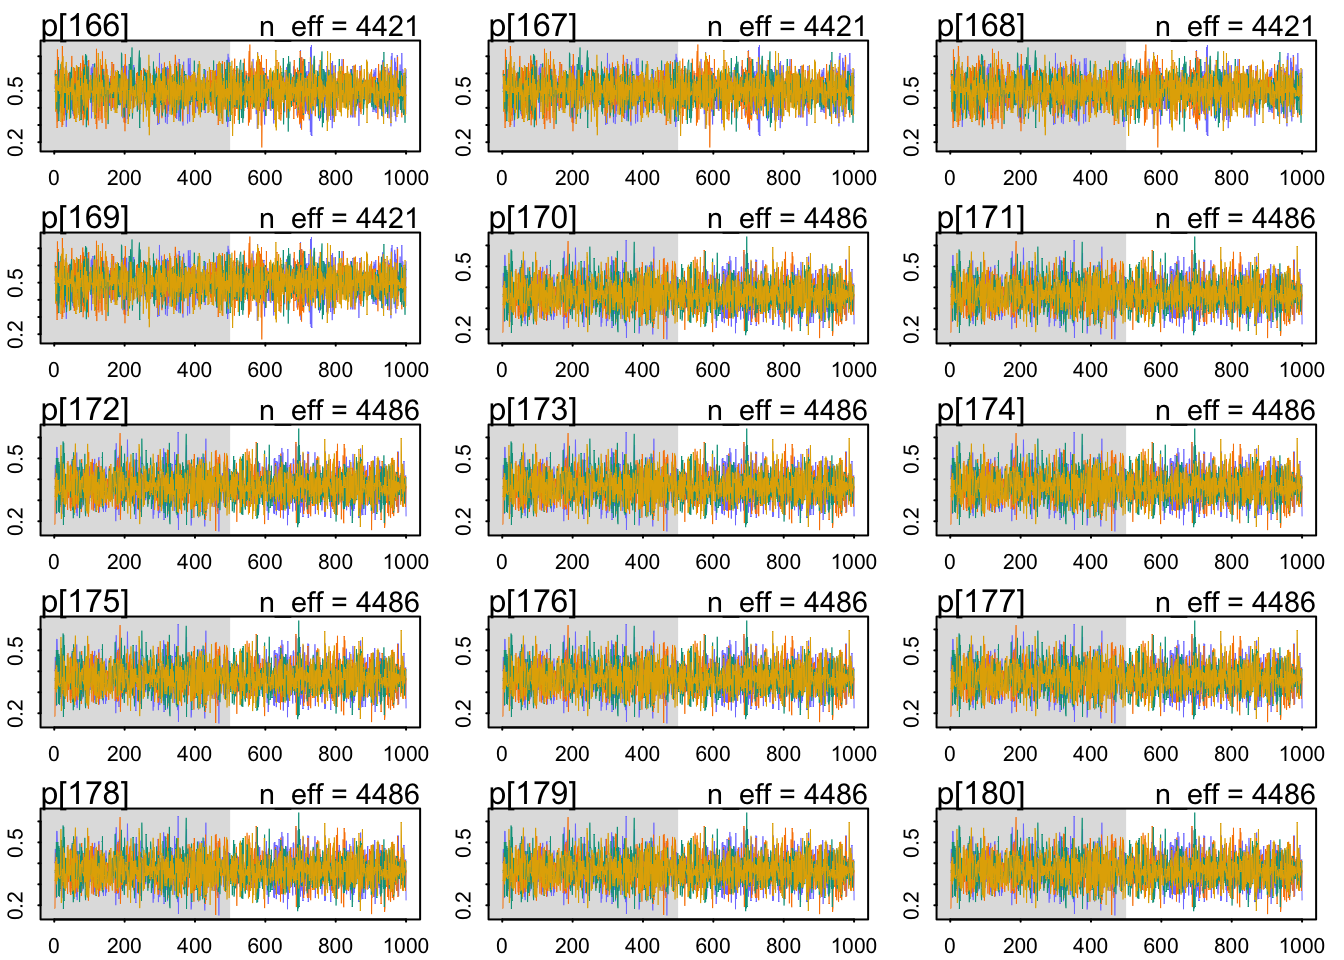 p[166] n_eff = 4421 p[167] n_eff = 4421 p[168] n_eff = 4421
0.2 0.5 0.2 0.5 0.2 0.5
0 200 400 600 800 1000 0 200 400 600 800 1000 0 200 400 600 800 1000
p[169] n_eff = 4421 p[170] n_eff = 4486 p[171] n_eff = 4486
0.2 0.5 0.2 0.5 0.2 0.5
0 200 400 600 800 1000 0 200 400 600 800 1000 0 200 400 600 800 1000
p[172] n_eff = 4486 p[173] n_eff = 4486 p[174] n_eff = 4486
0.2 0.5 0.2 0.5 0.2 0.5
0 200 400 600 800 1000 0 200 400 600 800 1000 0 200 400 600 800 1000
p[175] n_eff = 4486 p[176] n_eff = 4486 p[177] n_eff = 4486
0.2 0.5 0.2 0.5 0.2 0.5
0 200 400 600 800 1000 0 200 400 600 800 1000 0 200 400 600 800 1000
p[178] n_eff = 4486 p[179] n_eff = 4486 p[180] n_eff = 4486
0.2 0.5 0.2 0.5 0.2 0.5
0 200 400 600 800 1000 0 200 400 600 800 1000 0 200 400 600 800 1000